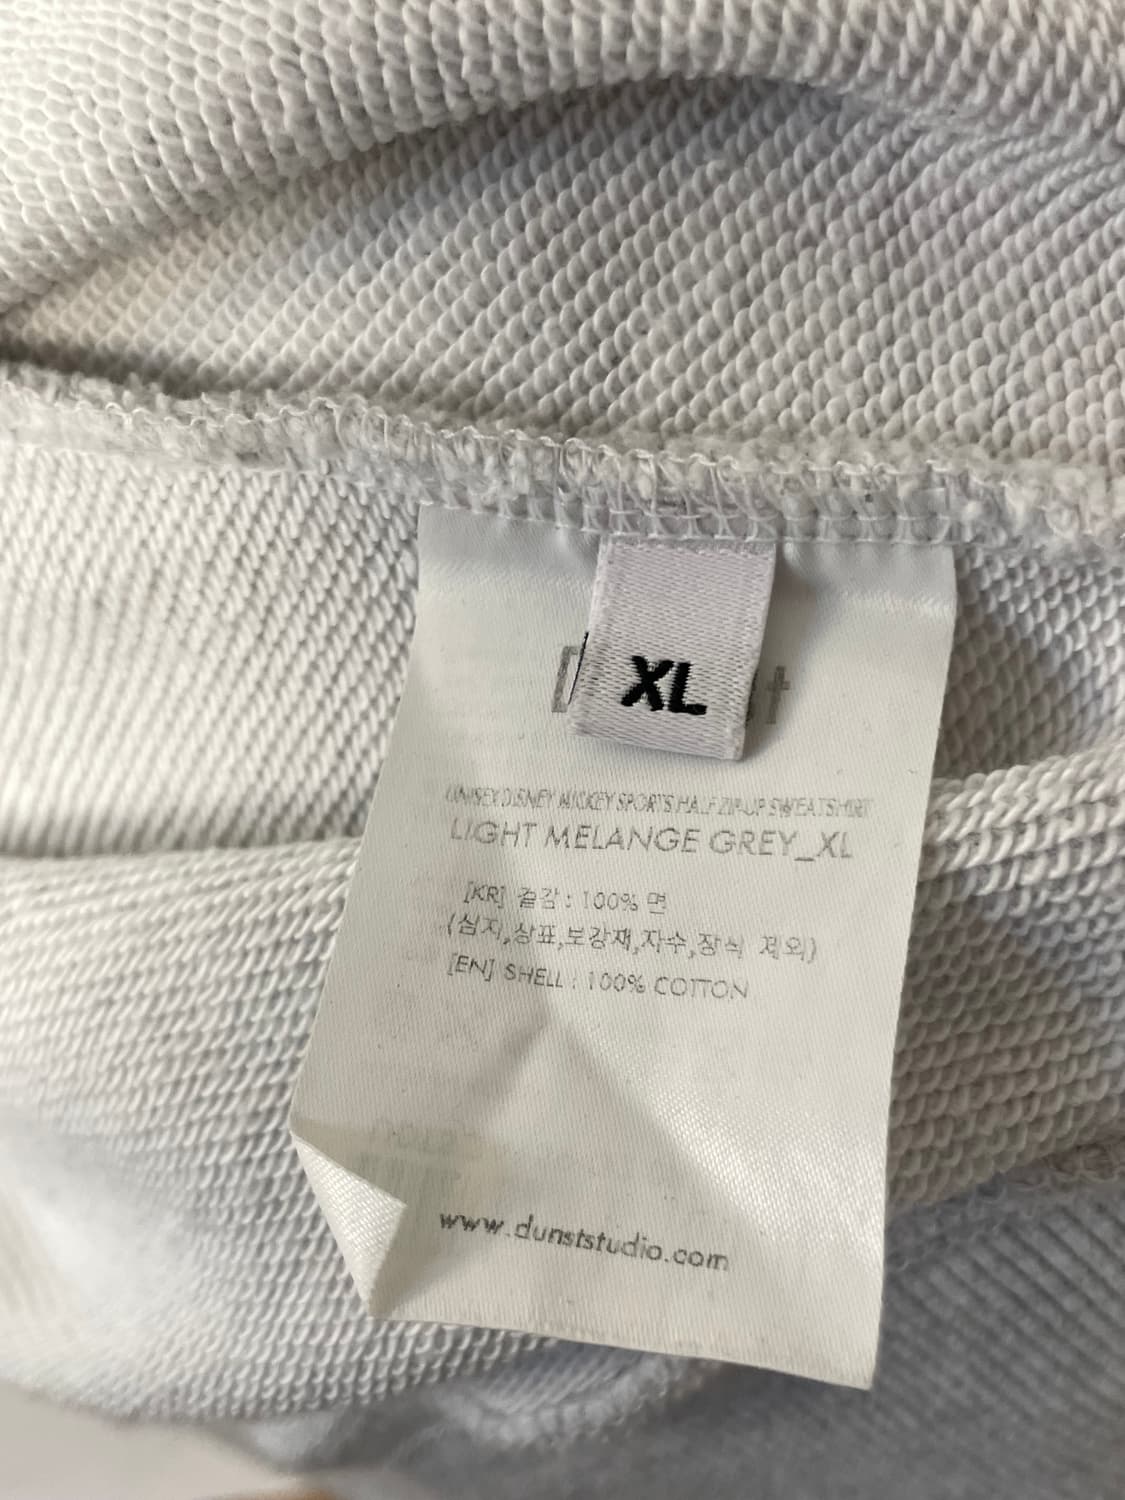 XL
UNISEX DISNEY MICKEY SPORTS HALF ZIP-UP SWEATSHIRT
LIGHT MELANGE GREY_XL
[KR] 겉감 : 100% 면
(심지,상표,보강재,자수,장식 제외)
[EN] SHELL : 100% COTTON
www.dunststudio.com